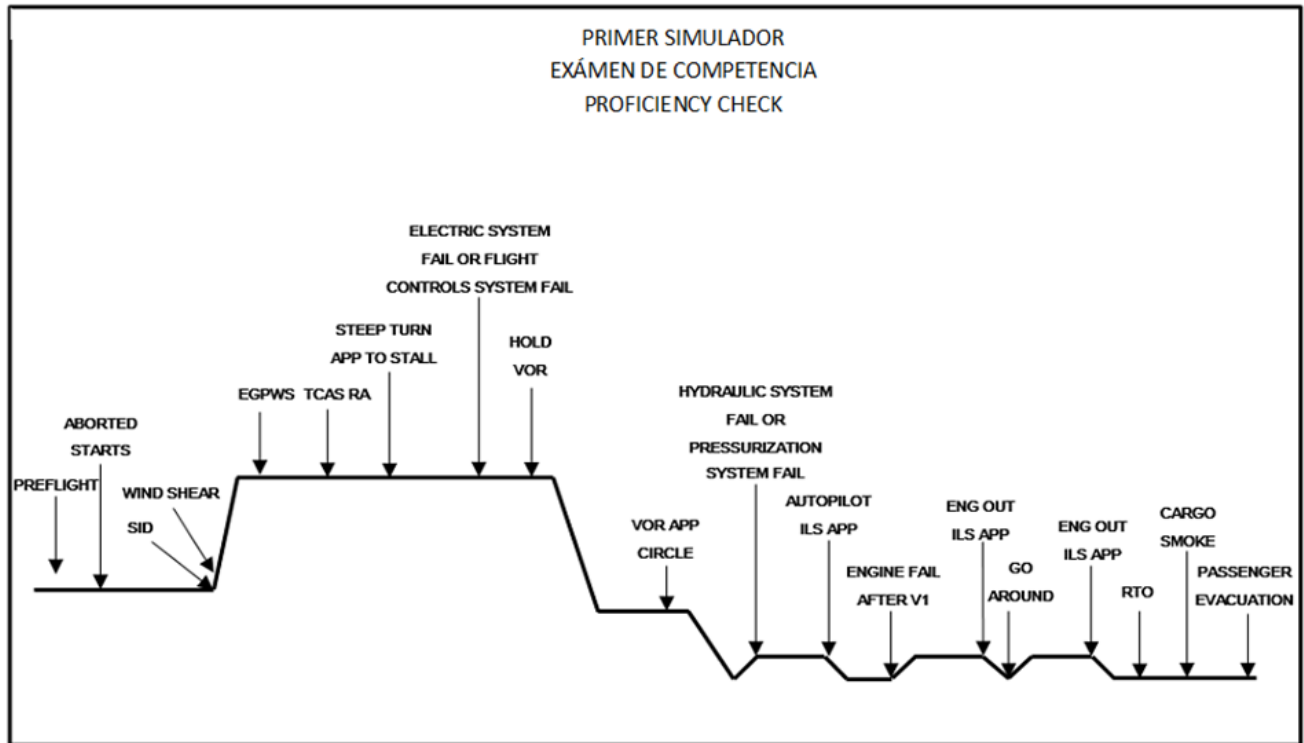 PRIMER SIMULADOR
EXÁMEN DE COMPETENCIA
PROFICIENCY CHECK
PREFLIGHT
ABORTED
STARTS
WIND SHEAR
SID
EGPWS
TCAS RA
STEEP TURN
APP TO STALL
ELECTRIC SYSTEM
FAIL OR FLIGHT
CONTROLS SYSTEM FAIL
HOLD
VOR
VOR APP
CIRCLE
HYDRAULIC SYSTEM
FAIL OR
PRESSURIZATION
SYSTEM FAIL
AUTOPILOT
ILS APP
ENGINE FAIL
AFTER V1
ENG OUT
ILS APP
GO
AROUND
ENG OUT
ILS APP
RTO
CARGO
SMOKE
PASSENGER
EVACUATION